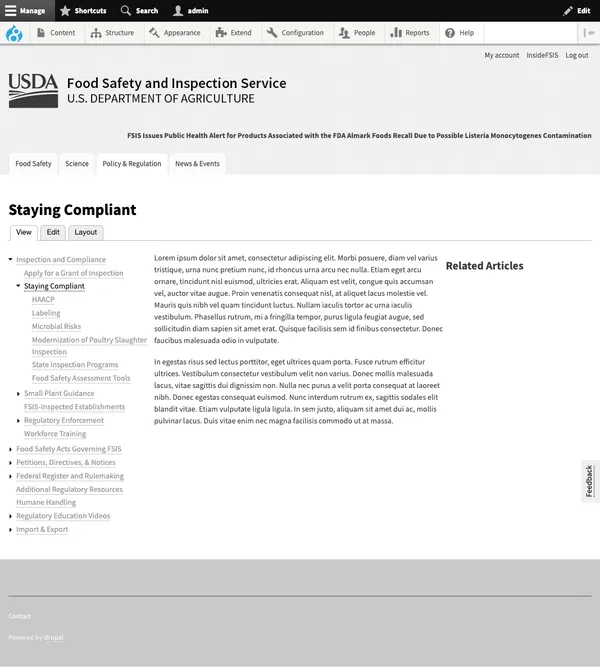 Manage Shortcuts Search admin Edit
Content Structure Appearance Extend Configuration People Reports Help
My account InsideFSIS Log out
USDA Food Safety and Inspection Service
U.S. DEPARTMENT OF AGRICULTURE
FSIS Issues Public Health Alert for Products Associated with the FDA Almark Foods Recall Due to Possible Listeria Monocytogenes Contamination
Food Safety Science Policy & Regulation News & Events
Staying Compliant
View Edit Layout
Inspection and Compliance
Apply for a Grant of Inspection
Staying Compliant
HAACP
Labeling
Microbial Risks
Modernization of Poultry Slaughter
Inspection
State Inspection Programs
Food Safety Assessment Tools
Small Plant Guidance
FSIS-Inspected Establishments
Regulatory Enforcement
Workforce Training
Food Safety Acts Governing FSIS
Petitions, Directives, & Notices
Federal Register and Rulemaking
Additional Regulatory Resources
Humane Handling
Regulatory Education Videos
Import & Export
Lorem ipsum dolor sit amet, consectetur adipiscing elit. Morbi posuere, diam vel varius
tristique, urna nunc pretium nunc, id rhoncus urna arcu nec nulla. Etiam eget arcu
ornare, tincidunt nisl euismod, ultricies erat. Aliquam est velit, congue quis accumsan
vel, auctor vitae augue. Proin venenatis consequat nisl, at aliquet lacus molestie vel.
Mauris quis nibh vel quam tincidunt luctus. Nullam iaculis tortor ac urna iaculis
vestibulum. Phasellus rutrum, mi a fringilla tempor, purus ligula feugiat augue, sed
sollicitudin diam sapien sit amet erat. Quisque facilisis sem id finibus consectetur. Donec
faucibus malesuada odio in vulputate.
In egestas risus sed lectus porttitor, eget ultrices quam porta. Fusce rutrum efficitur
ultrices. Vestibulum consectetur vestibulum velit non varius. Donec mollis malesuada
lacus, vitae sagittis dui dignissim non. Nulla nec purus a velit porta consequat at laoreet
nibh. Donec egestas consequat euismod. Nunc interdum rutrum ex, sagittis sodales elit
blandit vitae. Etiam vulputate ligula ligula. In sem justo, aliquam sit amet dui ac, mollis
pulvinar lacus. Duis vitae enim nec magna facilisis commodo ut at massa.
Related Articles
Feedback
Contact
Powered by Drupal